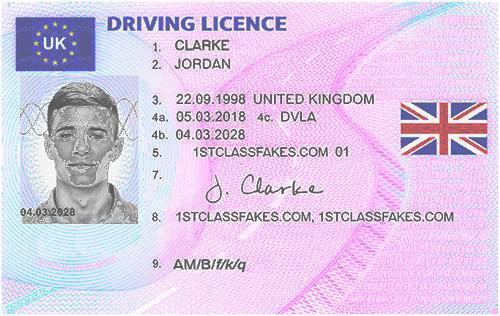 DRIVING LICENCE
UK
1. CLARKE
2. JORDAN
3. 22.09.1998 UNITED KINGDOM
4a. 05.03.2018 4c. DVLA
4b. 04.03.2028
5. 1STCLASSFAKES.COM 01
7. J. Clarke
04.03.2028
8. 1STCLASSFAKES.COM, 1STCLASSFAKES.COM
9. AM/B/f/k/q